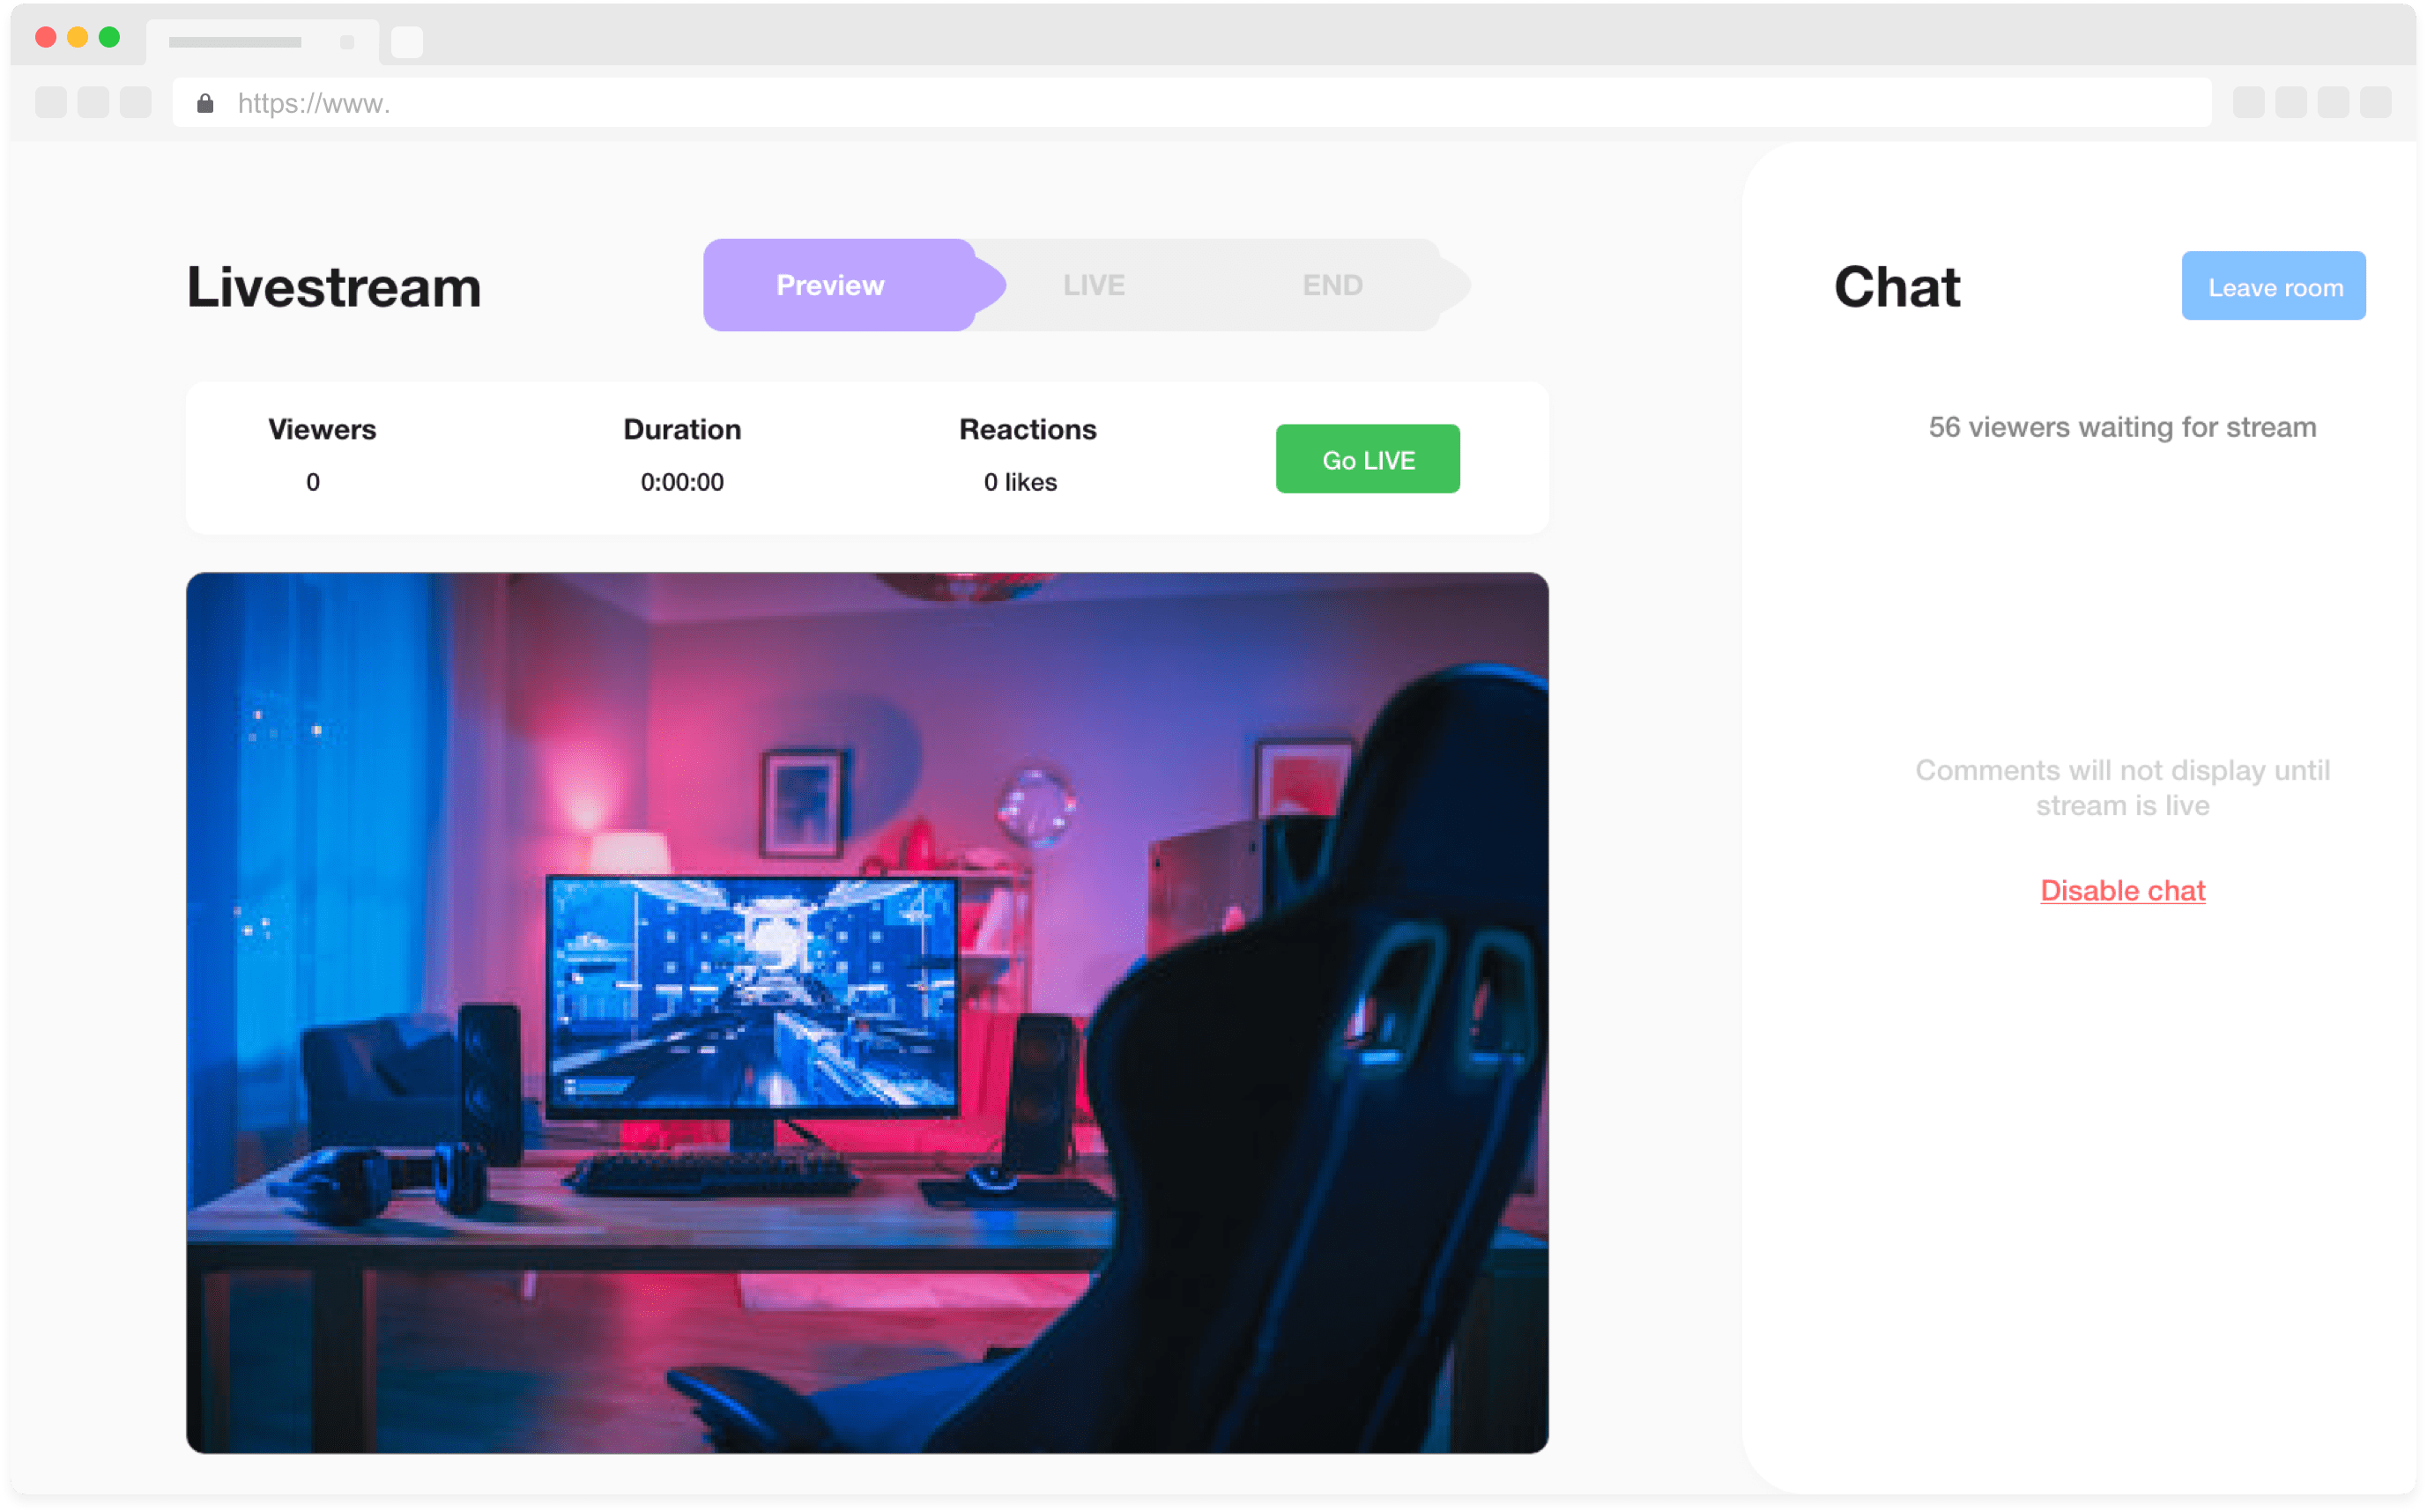 https://www.
Livestream
Preview
LIVE
END
Viewers
0
Duration
0:00:00
Reactions
0 likes
Go LIVE
Chat
Leave room
56 viewers waiting for stream
Comments will not display until
stream is live
Disable chat